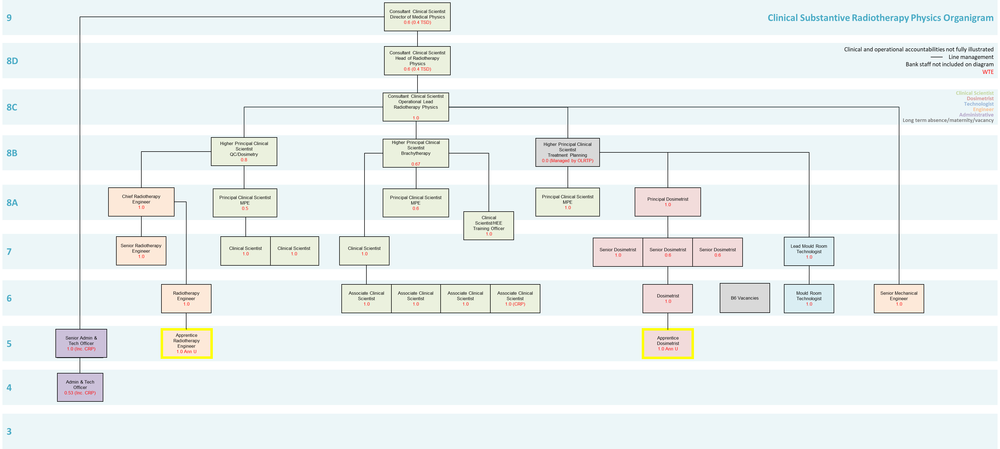 9
Consultant Clinical Scientist
Director of Medical Physics
0.6 (0.4 TSD)
Clinical Substantive Radiotherapy Physics Organigram
8D
Consultant Clinical Scientist
Head of Radiotherapy
Physics
0.6 (0.4 TSD)
Clinical and operational accountabilities not fully illustrated
Line management
Bank staff not included on diagram
WTE
8C
Consultant Clinical Scientist
Operational Lead
Radiotherapy Physics
1.0
Clinical Scientist
Dosimetrist
Technologist
Engineer
Administrative
Long term absence/maternity/vacancy
8B
Higher Principal Clinical
Scientist
QC/Dosimetry
0.8
Higher Principal Clinical
Scientist
Brachytherapy
0.67
Higher Principal Clinical
Scientist
Treatment Planning
0.0 (Managed by OLRTP)
8A
Chief Radiotherapy
Engineer
1.0
Principal Clinical Scientist
MPE
0.5
Principal Clinical Scientist
MPE
0.6
Clinical
Scientist/HEE
Training Officer
1.0
Principal Clinical Scientist
MPE
1.0
Principal Dosimetrist
1.0
7
Senior Radiotherapy
Engineer
1.0
Clinical Scientist
1.0
Clinical Scientist
1.0
Clinical Scientist
1.0
Senior Dosimetrist
1.0
Senior Dosimetrist
0.6
Senior Dosimetrist
0.6
Lead Mould Room
Technologist
1.0
6
Radiotherapy
Engineer
1.0
Associate Clinical
Scientist
1.0
Associate Clinical
Scientist
1.0
Associate Clinical
Scientist
1.0
Associate Clinical
Scientist
1.0 (CRP)
Dosimetrist
1.0
B6 Vacancies
Mould Room
Technologist
1.0
Senior Mechanical
Engineer
1.0
5
Senior Admin &
Tech Officer
1.0 (Inc. CRP)
Apprentice
Radiotherapy
Engineer
1.0 Ann U
Apprentice
Dosimetrist
1.0 Ann U
4
Admin & Tech
Officer
0.53 (Inc. CRP)
3